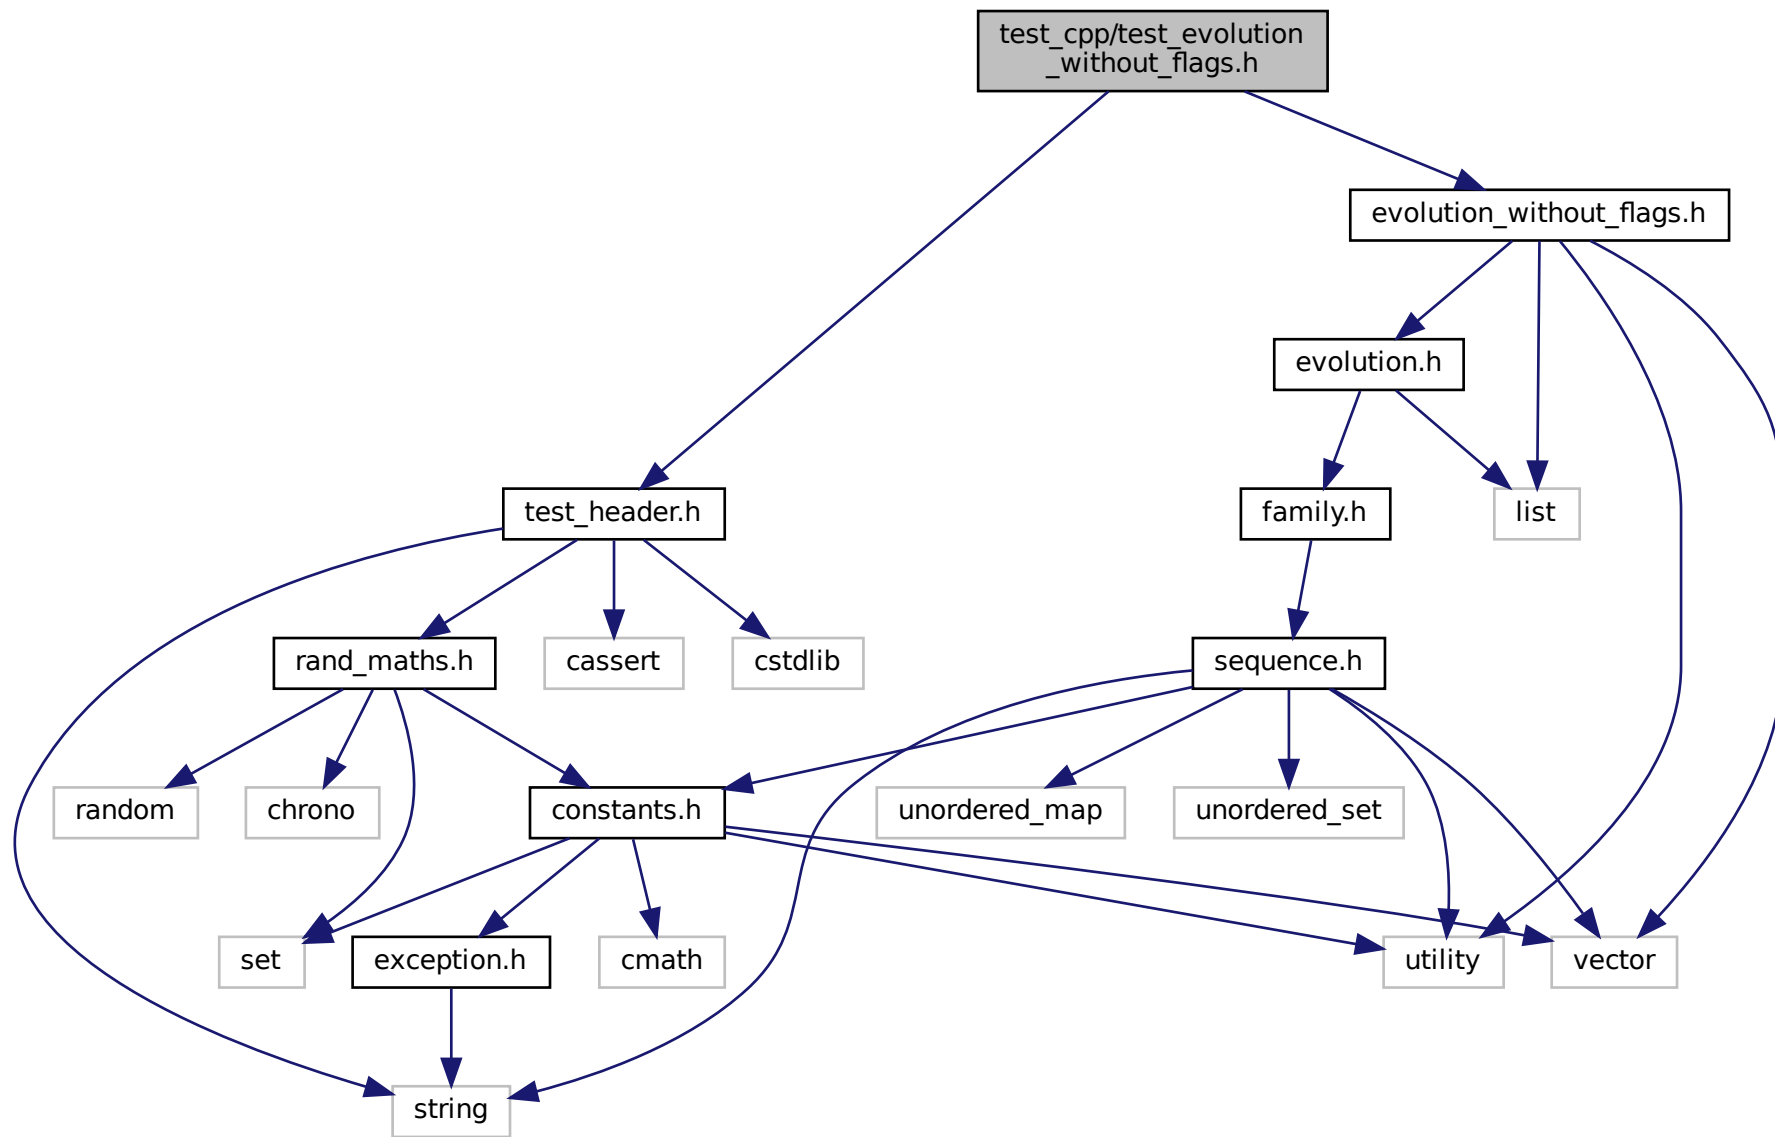 test_cpp/test_evolution
_without_flags.h
evolution_without_flags.h
evolution.h
test_header.h
family.h
list
rand_maths.h
cassert
cstdlib
sequence.h
random
chrono
constants.h
unordered_map
unordered_set
set
exception.h
cmath
utility
vector
string